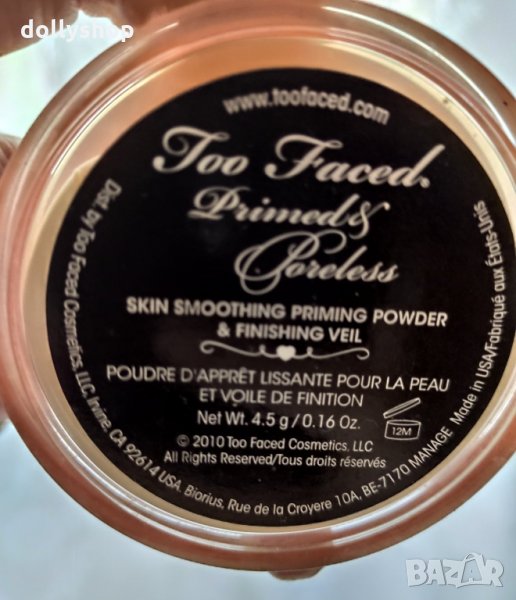 dollyshop
www.toofaced.com
Too Faced®
Primed &
Poreless
SKIN SMOOTHING PRIMING POWDER
& FINISHING VEIL
POUDRE D'APPRÊT LISSANTE POUR LA PEAU
ET VOILE DE FINITION
Net Wt. 4.5 g / 0.16 Oz.
12M
© 2010 Too Faced Cosmetics, LLC
All Rights Reserved/Tous droits réservés
Dist. by Too Faced Cosmetics, LLC, Irvine, CA 92614 USA. Biorius, Rue de la Croyere 10A, BE-7170 MANAGE
Made in USA/Fabriqué aux États-Unis
BAZAR